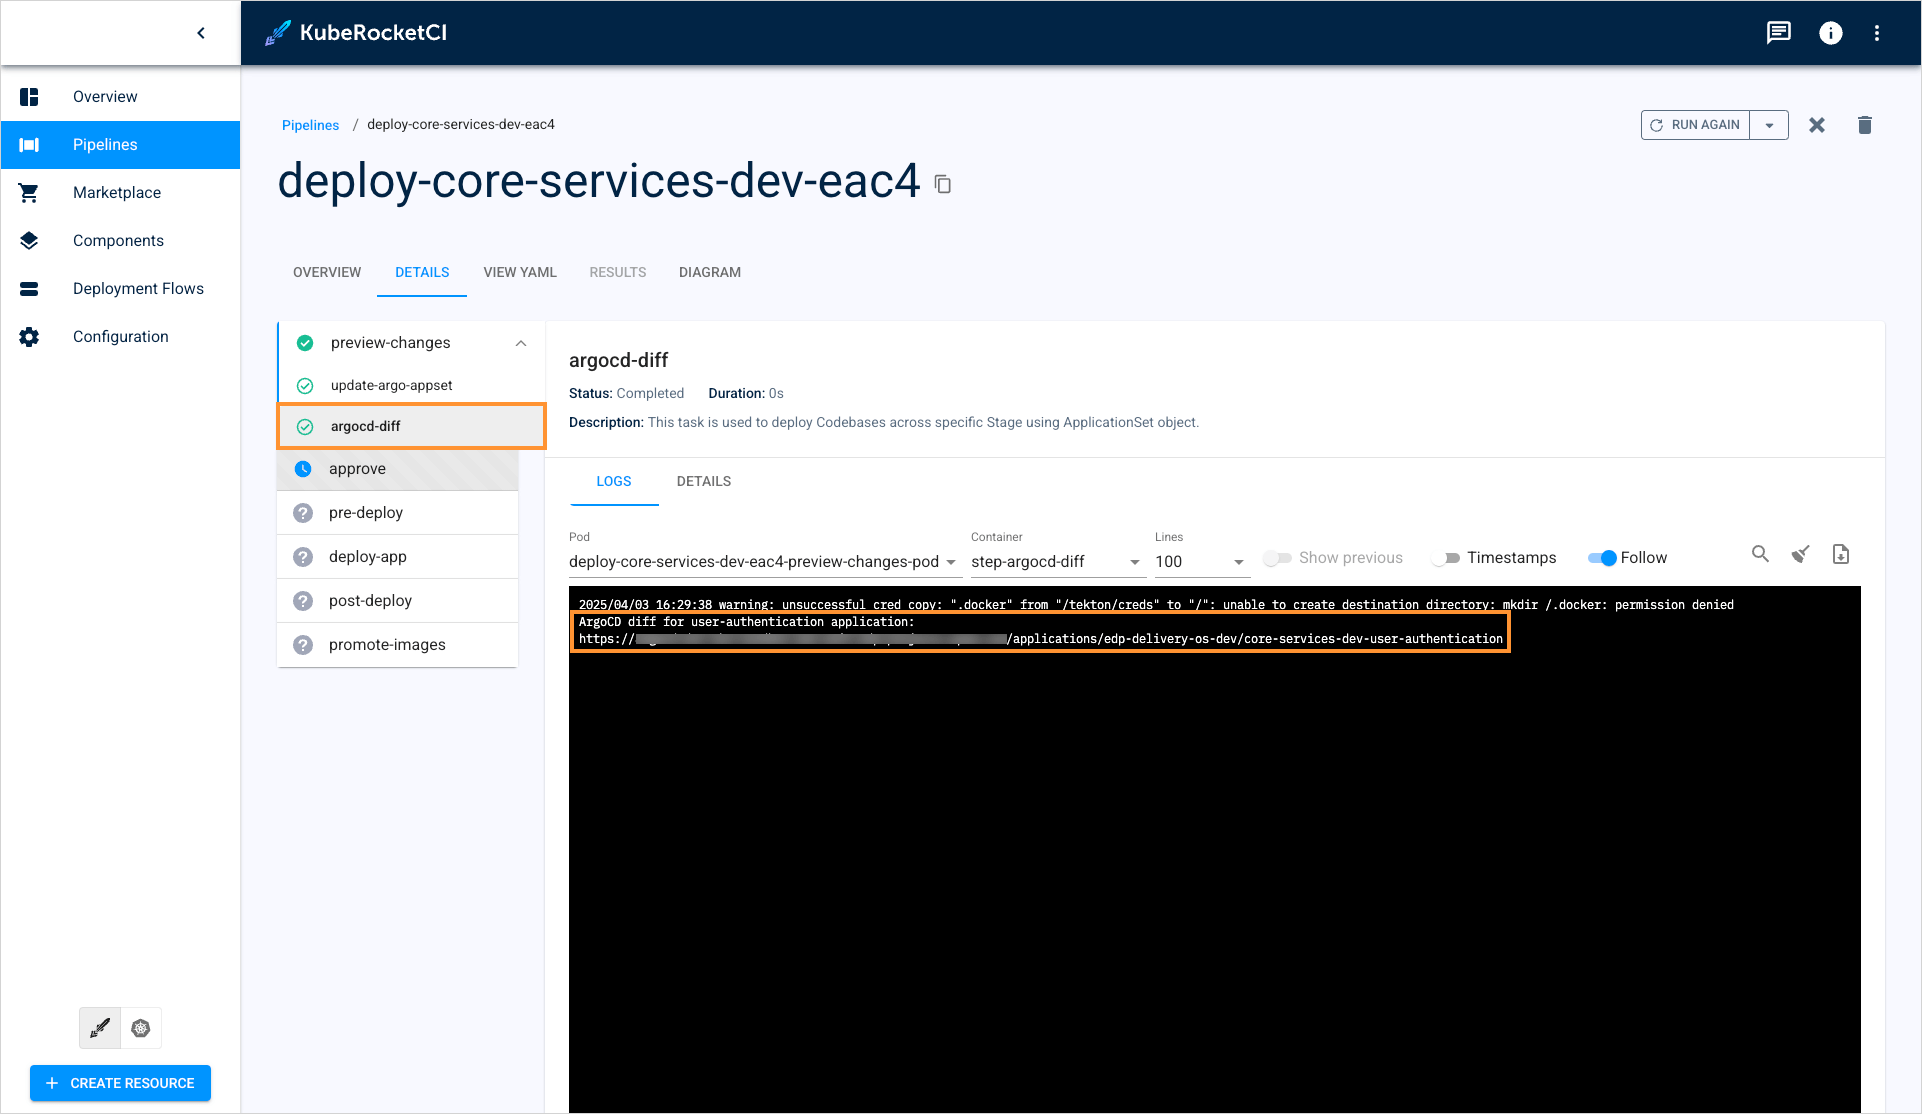 KubeRocketCI
Overview
Pipelines
Marketplace
Components
Deployment Flows
Configuration
CREATE RESOURCE
Pipelines / deploy-core-services-dev-eac4
RUN AGAIN
deploy-core-services-dev-eac4
OVERVIEW DETAILS VIEW YAML RESULTS DIAGRAM
preview-changes
update-argo-appset
argocd-diff
approve
pre-deploy
deploy-app
post-deploy
promote-images
argocd-diff
Status: Completed Duration: 0s
Description: This task is used to deploy Codebases across specific Stage using ApplicationSet object.
LOGS DETAILS
Pod Container Lines
deploy-core-services-dev-eac4-preview-changes-pod step-argocd-diff 100 Show previous Timestamps Follow
2025/04/03 16:29:38 warning: unsuccessful cred copy: ".docker" from "/tekton/creds" to "/": unable to create destination directory: mkdir /.docker: permission denied
ArgoCD diff for user-authentication application:
https:// /applications/edp-delivery-os-dev/core-services-dev-user-authentication